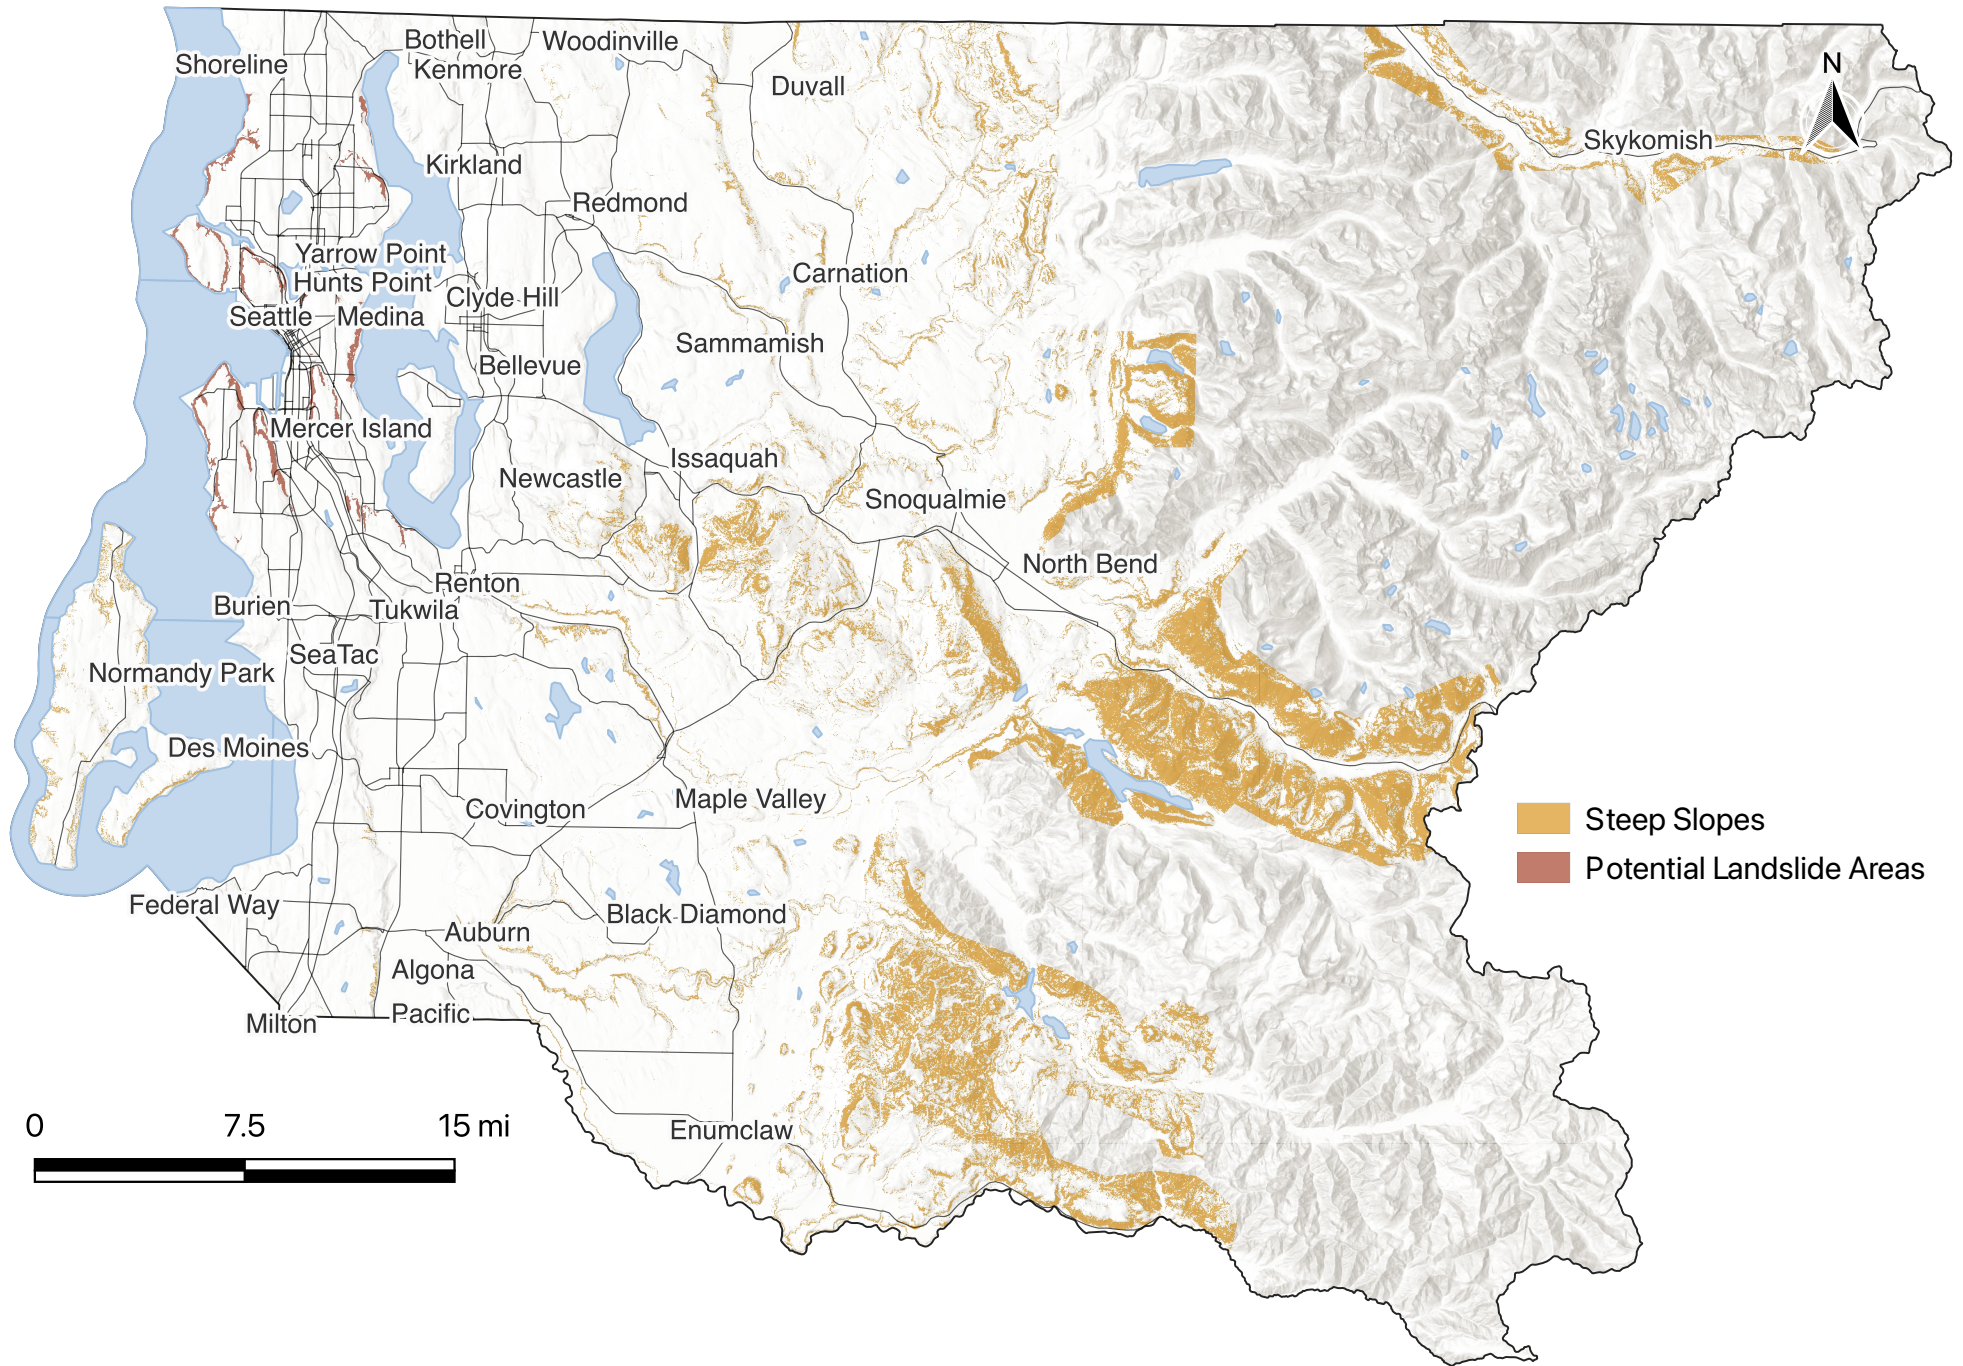 Bothell
Woodinville
Shoreline
Kenmore
N
Duvall
Skykomish
Kirkland
Redmond
Yarrow Point
Carnation
Hunts Point
Clyde Hill
Seattle
Medina
Sammamish
Bellevue
Mercer Island
Issaquah
Newcastle
Snoqualmie
North Bend
Renton
Burien
Tukwila
SeaTac
Normandy Park
Des Moines
Maple Valley
Covington
Steep Slopes
Potential Landslide Areas
Federal Way
Black Diamond
Auburn
Algona
Pacific
Milton
0 7.5 15 mi
Enumclaw